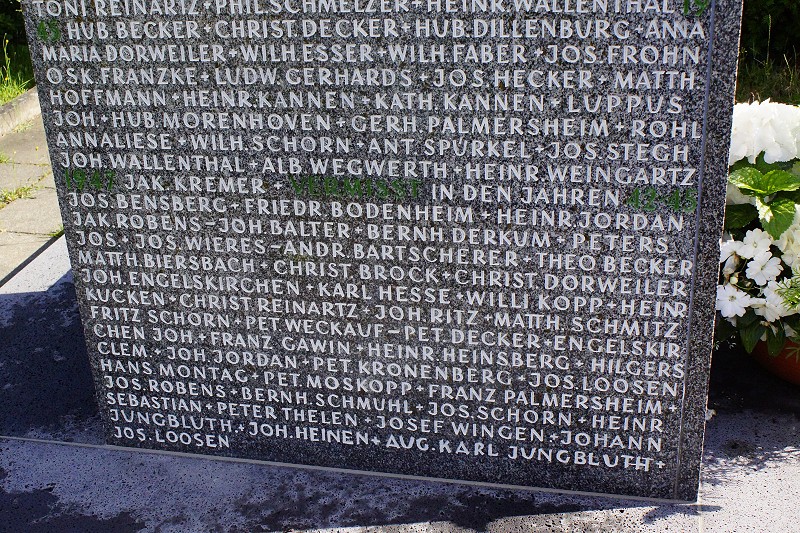 TONI REINARTZ + PHIL SCHMELZER + HEINR. WALLENTHAL 19
45 HUB. BECKER + CHRIST. DECKER + HUB. DILLENBURG + ANNA
MARIA DORWEILER + WILH. ESSER + WILH. FABER + JOS. FROHN
OSK. FRANZKE + LUDW. GERHARDS + JOS. HECKER + MATTH.
HOFFMANN + HEINR. KANNEN + KATH. KANNEN + LUPPUS
JOH. + HUB. MORENHOVEN + GERH. PALMERSHEIM + ROHL
ANNALIESE + WILH. SCHORN + ANT. SPÜRKEL + JOS. STEGH
JOH. WALLENTHAL + ALB. WEGWERTH + HEINR. WEINGARTZ
1947 JAK. KREMER + VERMISST IN DEN JAHREN 42-45
JOS. BENSBERG + FRIEDR. BODENHEIM + HEINR. JORDAN
JAK. ROBENS - JOH. BALTER + BERNH. DERKUM + PETERS
JOS. + JOS. WIERES - ANDR. BARTSCHERER + THEO BECKER
MATTH. BIERSBACH + CHRIST. BROCK + CHRIST. DORWEILER
JOH. ENGELSKIRCHEN + KARL HESSE + WILLI KOPP + HEINR
KUCKEN + CHRIST REINARTZ + JOH. RITZ + MATTH. SCHMITZ
FRITZ SCHORN + PET. WECKAUF - PET. DECKER + ENGELSKIR
CHEN JOH. + FRANZ GAWIN + HEINR. HEINSBERG + HILGERS
CLEM. + JOH. JORDAN + PET. KRONENBERG + JOS. LOOSEN
HANS MONTAG + PET. MOSKOPP + FRANZ PALMERSHEIM +
JOS. ROBENS + BERNH. SCHMUHL + JOS. SCHORN + HEINR
SEBASTIAN + PETER THELEN + JOSEF WINGEN + JOHANN
JUNGBLUTH + JOH. HEINEN + AUG. KARL JUNGBLUTH +
JOS. LOOSEN